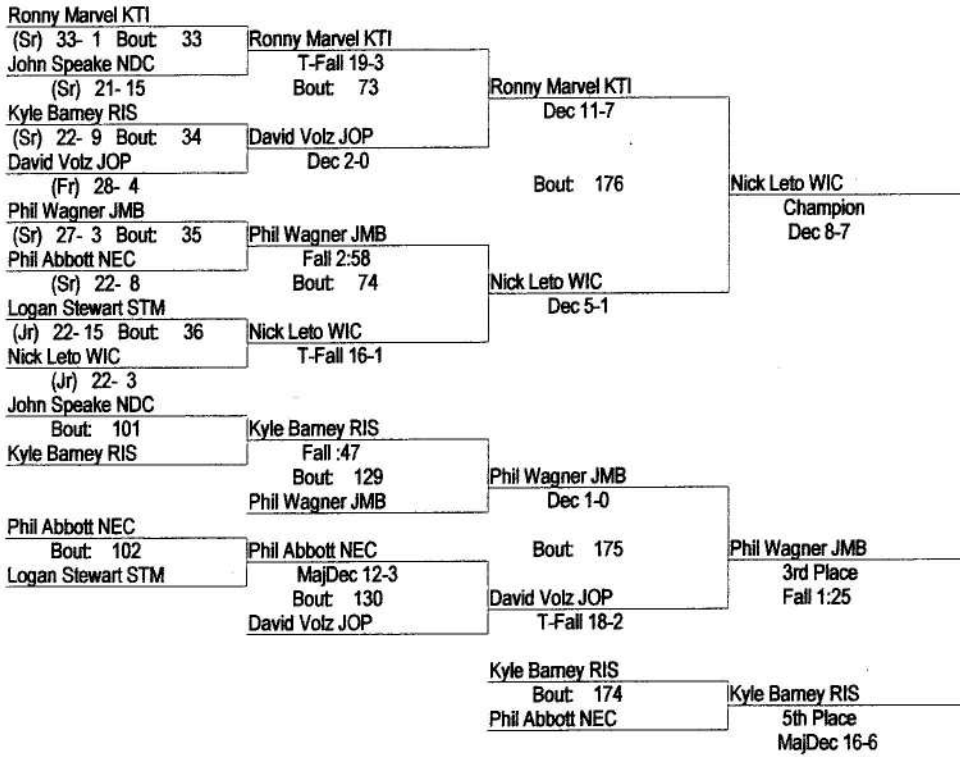 Ronny Marvel KTI
(Sr) 33- 1 Bout: 33
John Speake NDC
(Sr) 21- 15
Kyle Barney RIS
(Sr) 22- 9 Bout: 34
David Volz JOP
(Fr) 28- 4
Phil Wagner JMB
(Sr) 27- 3 Bout: 35
Phil Abbott NEC
(Sr) 22- 8
Logan Stewart STM
(Jr) 22- 15 Bout: 36
Nick Leto WIC
(Jr) 22- 3
Ronny Marvel KTI
T-Fall 19-3
Bout: 73
David Volz JOP
Dec 2-0
Phil Wagner JMB
Fall 2:58
Bout: 74
Nick Leto WIC
T-Fall 16-1
Ronny Marvel KTI
Dec 11-7
Bout: 176
Nick Leto WIC
Dec 5-1
Nick Leto WIC
Champion
Dec 8-7
John Speake NDC
Bout: 101
Kyle Barney RIS
Phil Abbott NEC
Bout: 102
Logan Stewart STM
Kyle Barney RIS
Fall :47
Bout: 129
Phil Wagner JMB
Phil Abbott NEC
MajDec 12-3
Bout: 130
David Volz JOP
Phil Wagner JMB
Dec 1-0
Bout: 175
David Volz JOP
T-Fall 18-2
Phil Wagner JMB
3rd Place
Fall 1:25
Kyle Barney RIS
Bout: 174
Phil Abbott NEC
Kyle Barney RIS
5th Place
MajDec 16-6